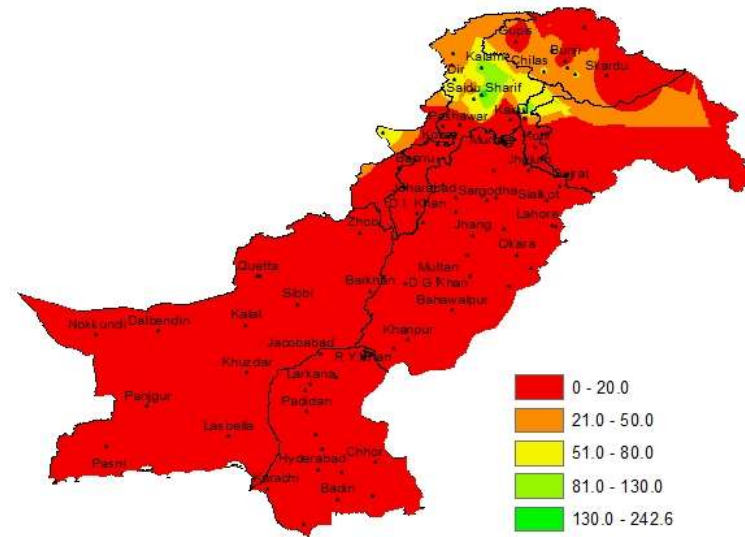 Gupis
Kalam
Bunji
Chilas
Skardu
Dir
Saidu Sharif
Peshawar
Kotli
Bannu
Jhelum
Sargodha
Sialkot
D.I. Khan
Lahore
Zhob
Jhang
Okara
Quetta
Multan
Barkhan
D.G.Khan
Sibbi
Bahawalpur
Nokkundi
Dalbendin
Kalat
Khanpur
Jacobabad
R.Y.Khan
Khuzdar
Larkana
Panjgur
Padidan
Lasbella
Pasni
Hyderabad
Chhor
Karachi
Badin
0 - 20.0
21.0 - 50.0
51.0 - 80.0
81.0 - 130.0
130.0 - 242.6